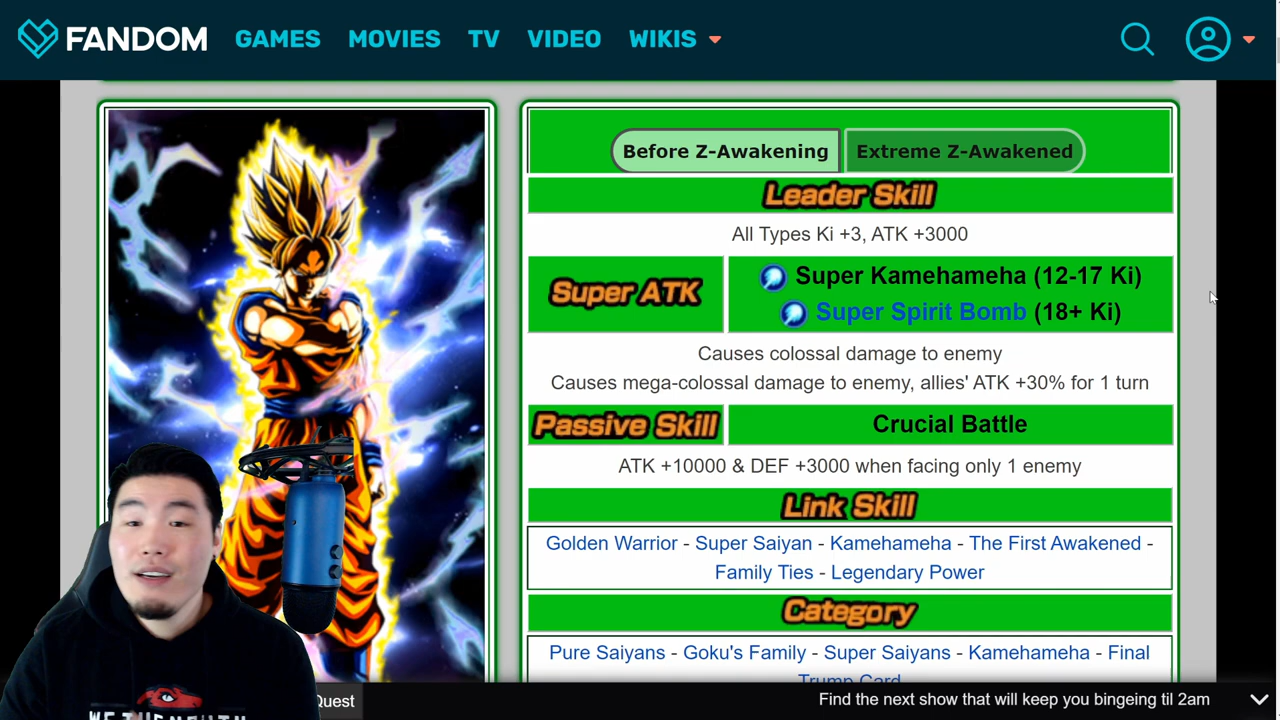 FANDOM GAMES MOVIES TV VIDEO WIKIS
Before Z-Awakening Extreme Z-Awakened
Leader Skill
All Types Ki +3, ATK +3000
Super ATK
Super Kamehameha (12-17 Ki)
Super Spirit Bomb (18+ Ki)
Causes colossal damage to enemy
Causes mega-colossal damage to enemy, allies' ATK +30% for 1 turn
Passive Skill Crucial Battle
ATK +10000 & DEF +3000 when facing only 1 enemy
Link Skill
Golden Warrior - Super Saiyan - Kamehameha - The First Awakened -
Family Ties - Legendary Power
Category
Pure Saiyans - Goku's Family - Super Saiyans - Kamehameha - Final
Trump Card
Quest Find the next show that will keep you bingeing til 2am